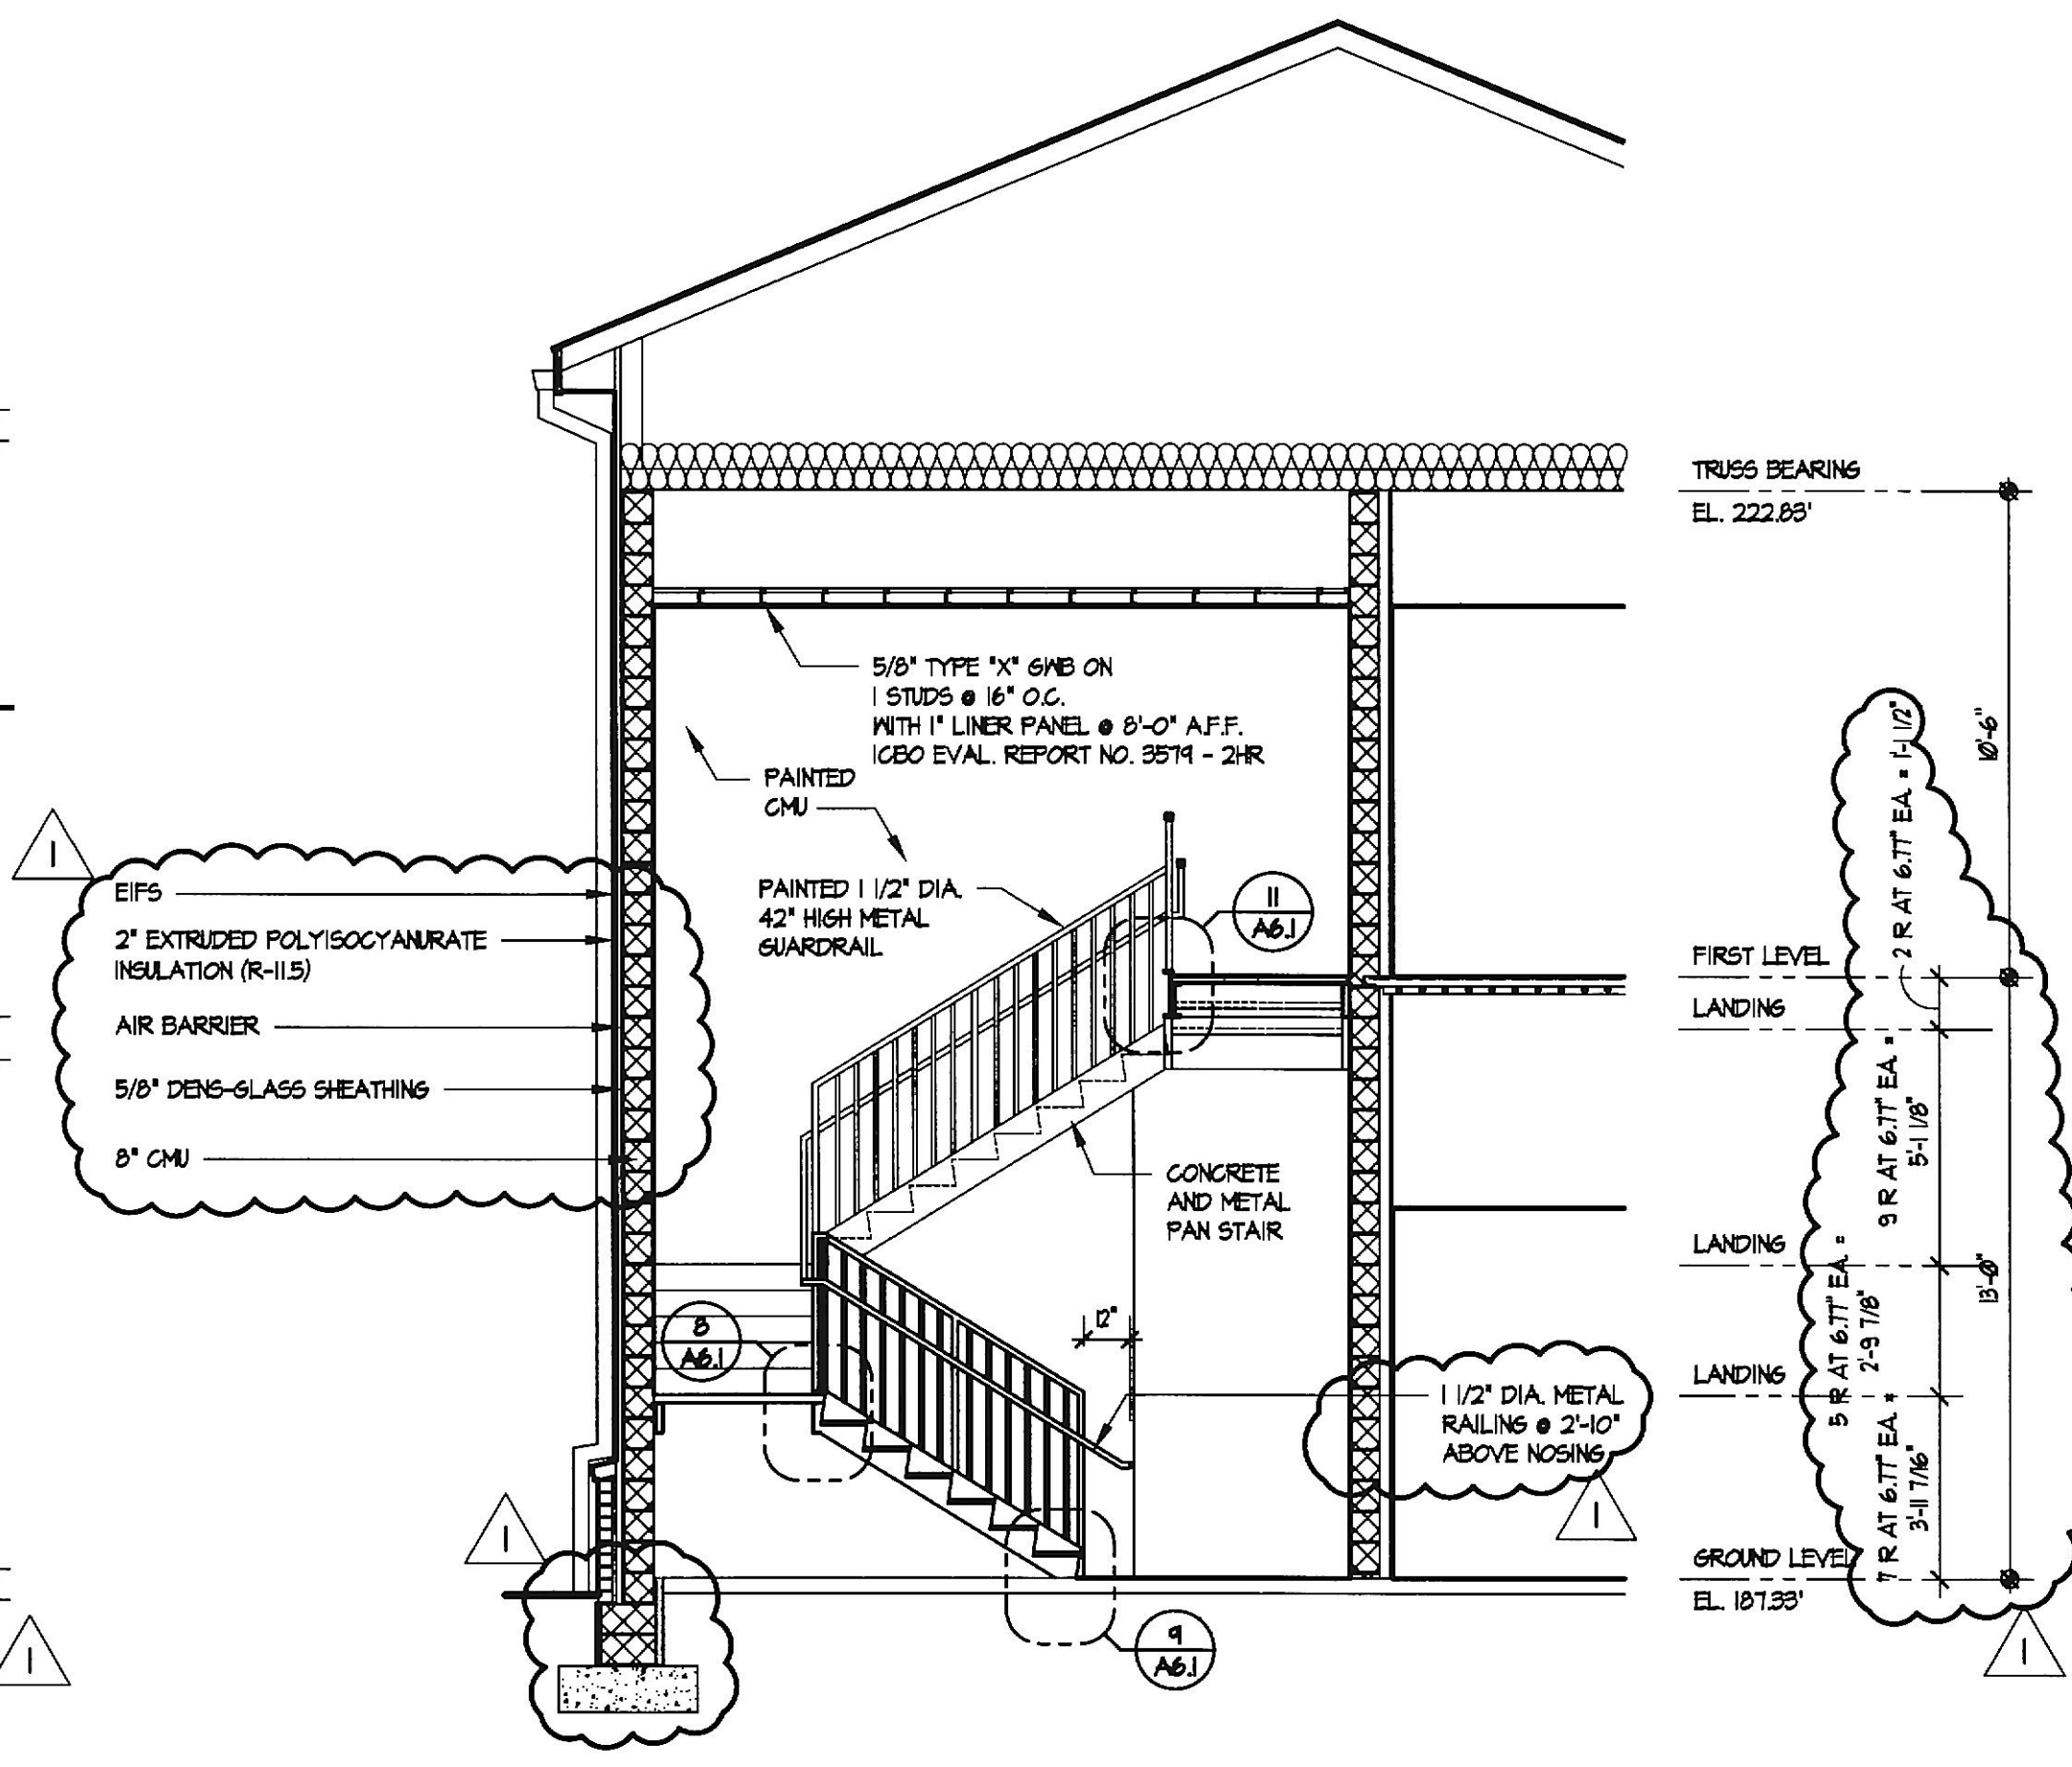 TRUSS BEARING
EL. 222.83'
5/8" TYPE "X" GWB ON
1 STUDS @ 16" O.C.
WITH 1" LINER PANEL @ 8'-0" A.F.F.
ICBO EVAL. REPORT NO. 3579 - 2HR
PAINTED
CMU
PAINTED 1 1/2" DIA.
42" HIGH METAL
GUARDRAIL
11
A6.1
1
EIFS
2" EXTRUDED POLYISOCYANURATE
INSULATION (R-11.5)
AIR BARRIER
5/8" DENS-GLASS SHEATHING
8" CMU
CONCRETE
AND METAL
PAN STAIR
8
A6.1
12"
1 1/2" DIA. METAL
RAILING @ 2'-10"
ABOVE NOSING
1
1
9
A6.1
1
FIRST LEVEL
LANDING
LANDING
LANDING
GROUND LEVEL
EL. 187.33'
2 R AT 6.77" EA = 1'-1 1/2"
9 R AT 6.77" EA =
5'-1 1/8"
5 R AT 6.77" EA =
2'-9 7/8"
7 R AT 6.77" EA =
3'-11 7/16"
10'-6"
13'-0"
1